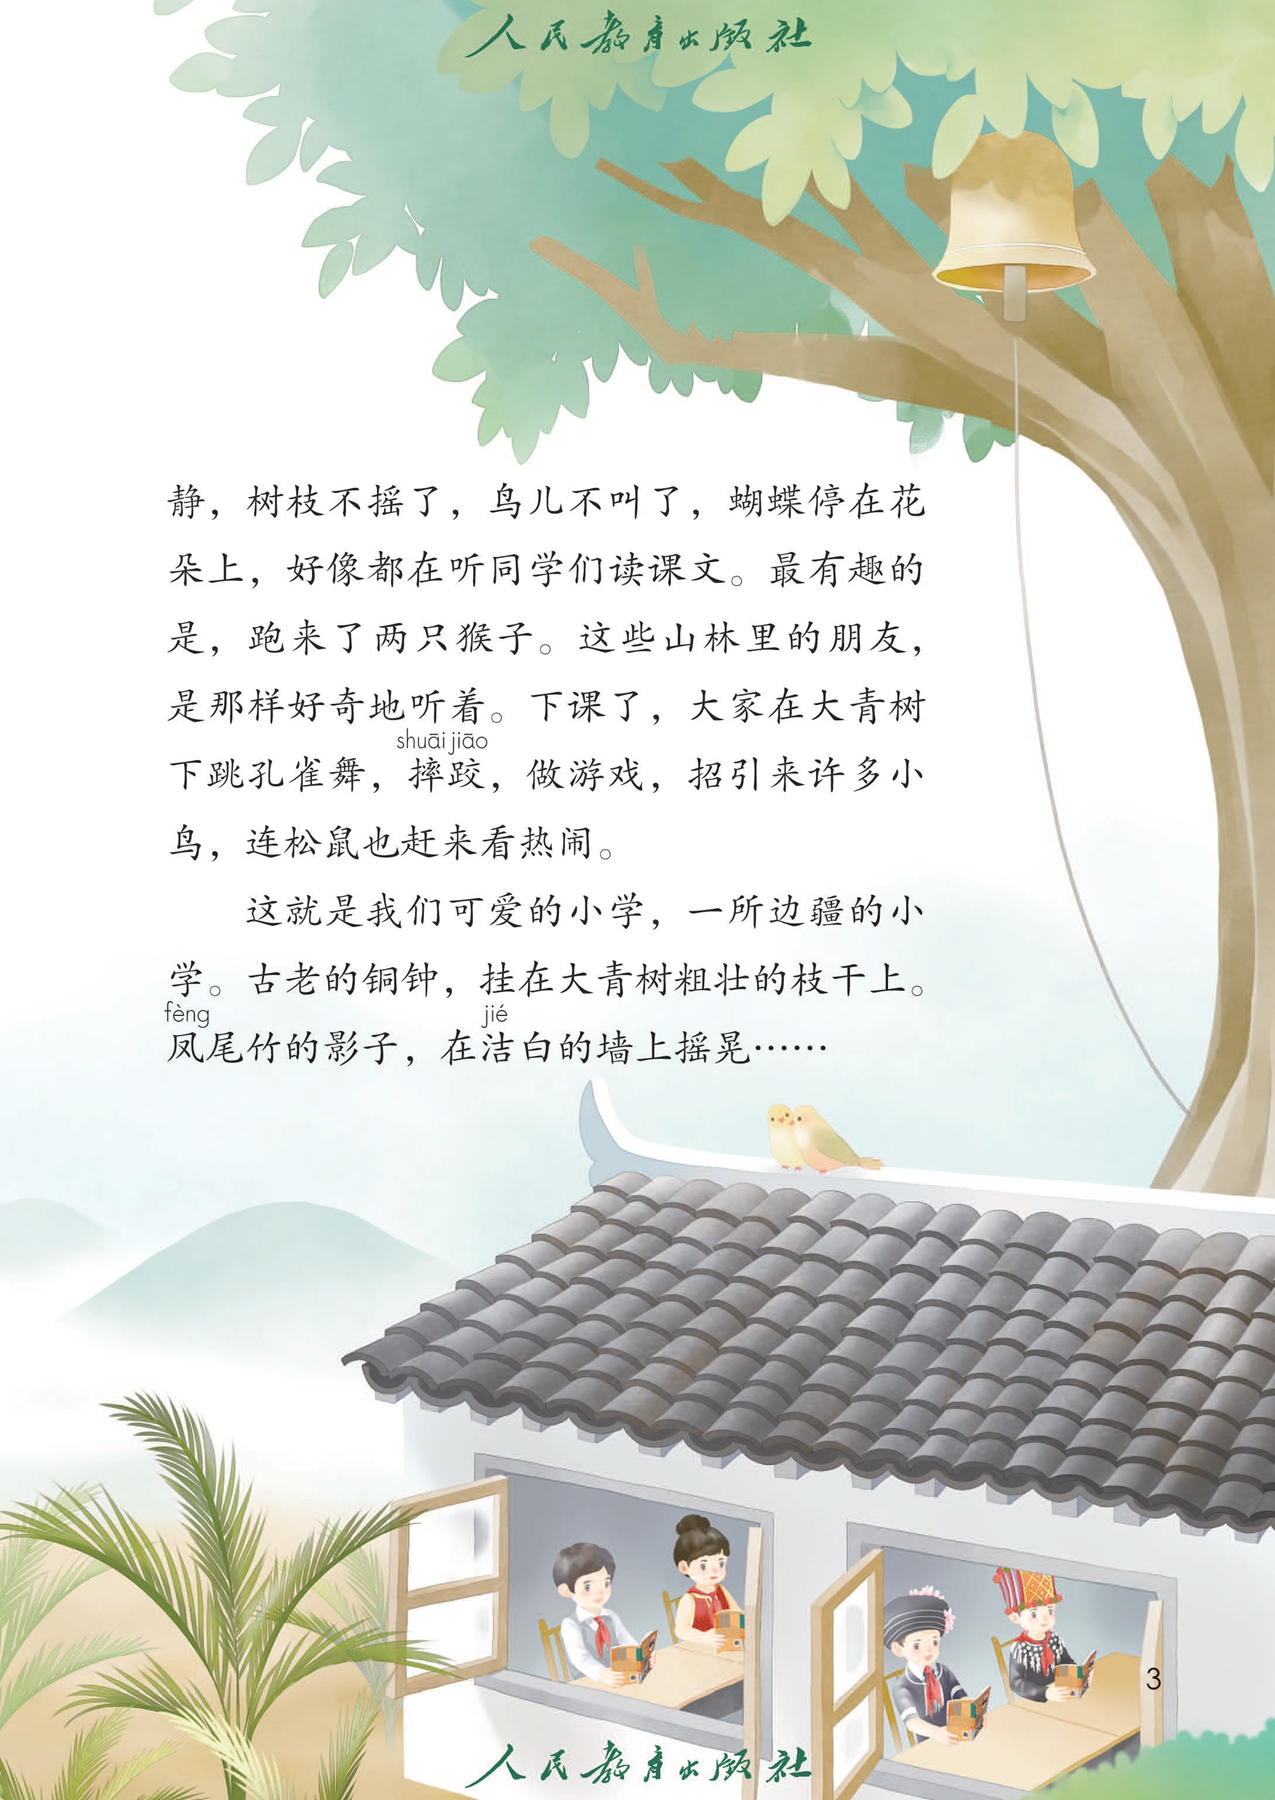 人民教育出版社
静，树枝不摇了，鸟儿不叫了，蝴蝶停在花
朵上，好像都在听同学们读课文。最有趣的
是，跑来了两只猴子。这些山林里的朋友，
是那样好奇地听着。下课了，大家在大青树
shuāi jiāo
下跳孔雀舞，摔跤，做游戏，招引来许多小
鸟，连松鼠也赶来看热闹。
这就是我们可爱的小学，一所边疆的小
学。古老的铜钟，挂在大青树粗壮的枝干上。
fèng jié
凤尾竹的影子，在洁白的墙上摇晃……
3
人民教育出版社